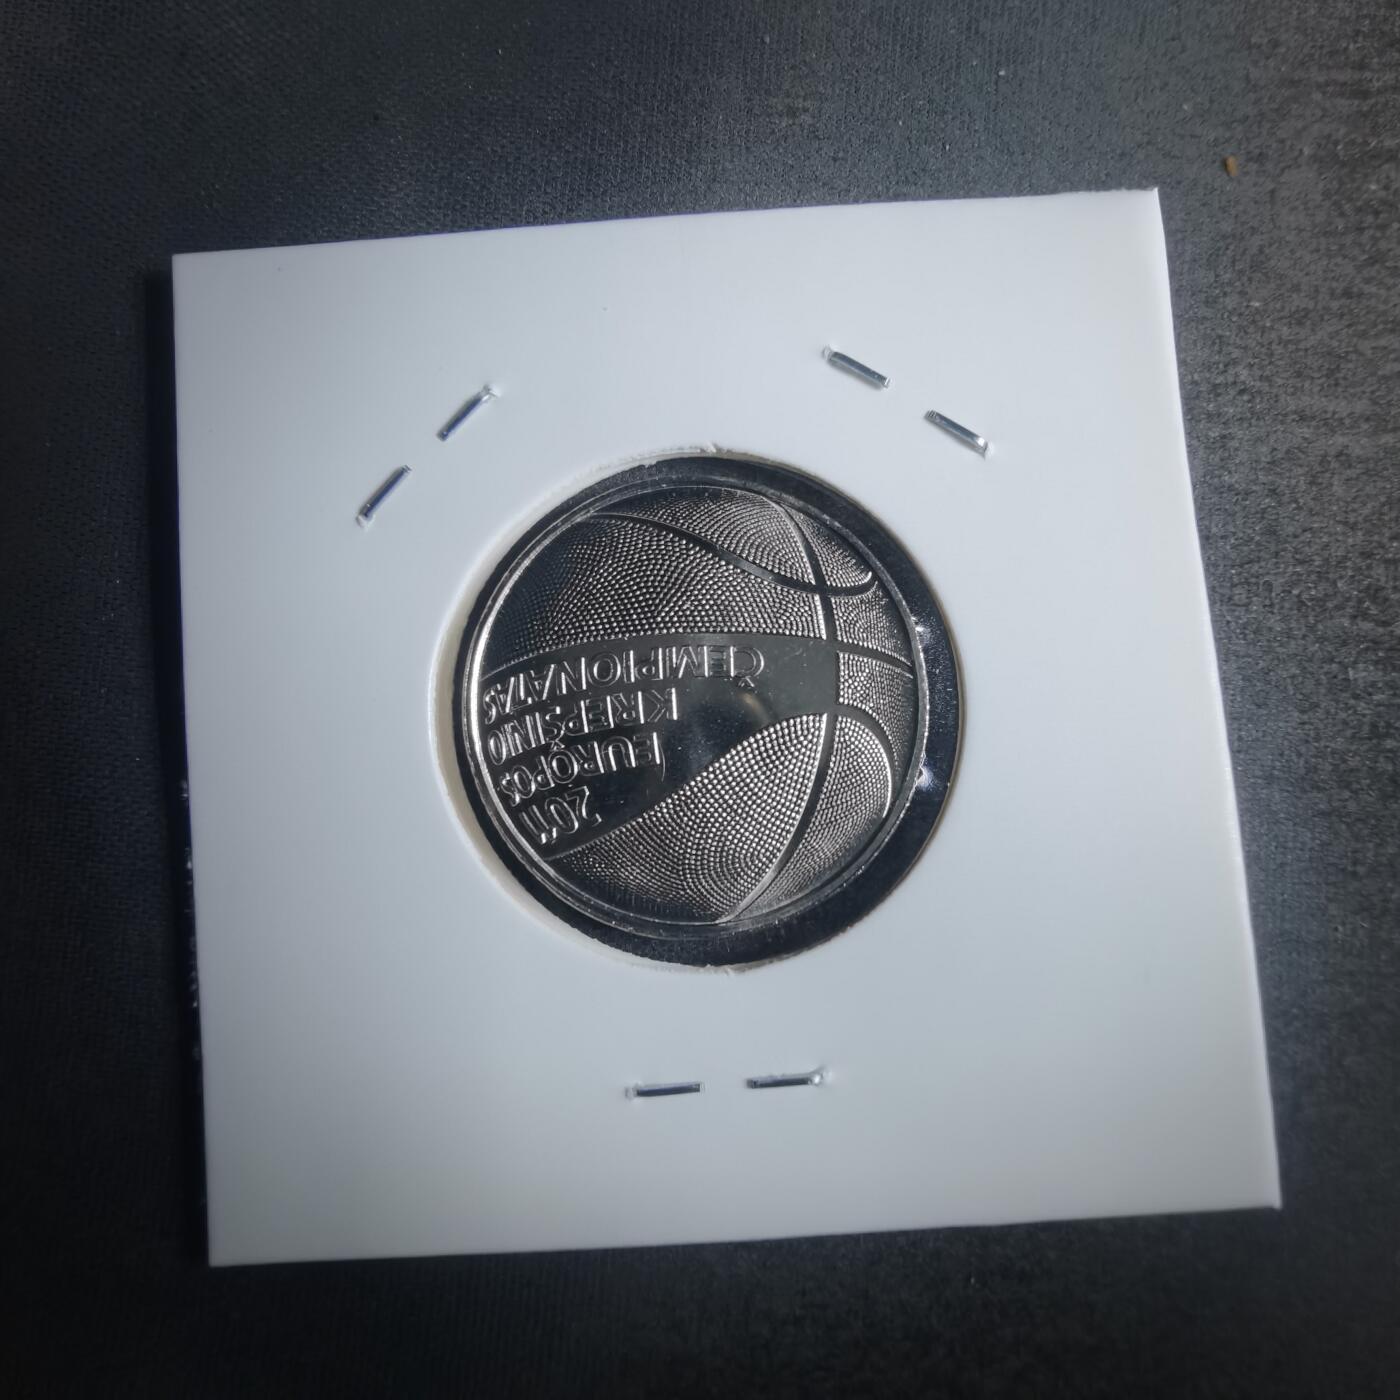 2011
EUROPOS
KREPŠINIO
ČEMPIONATAS